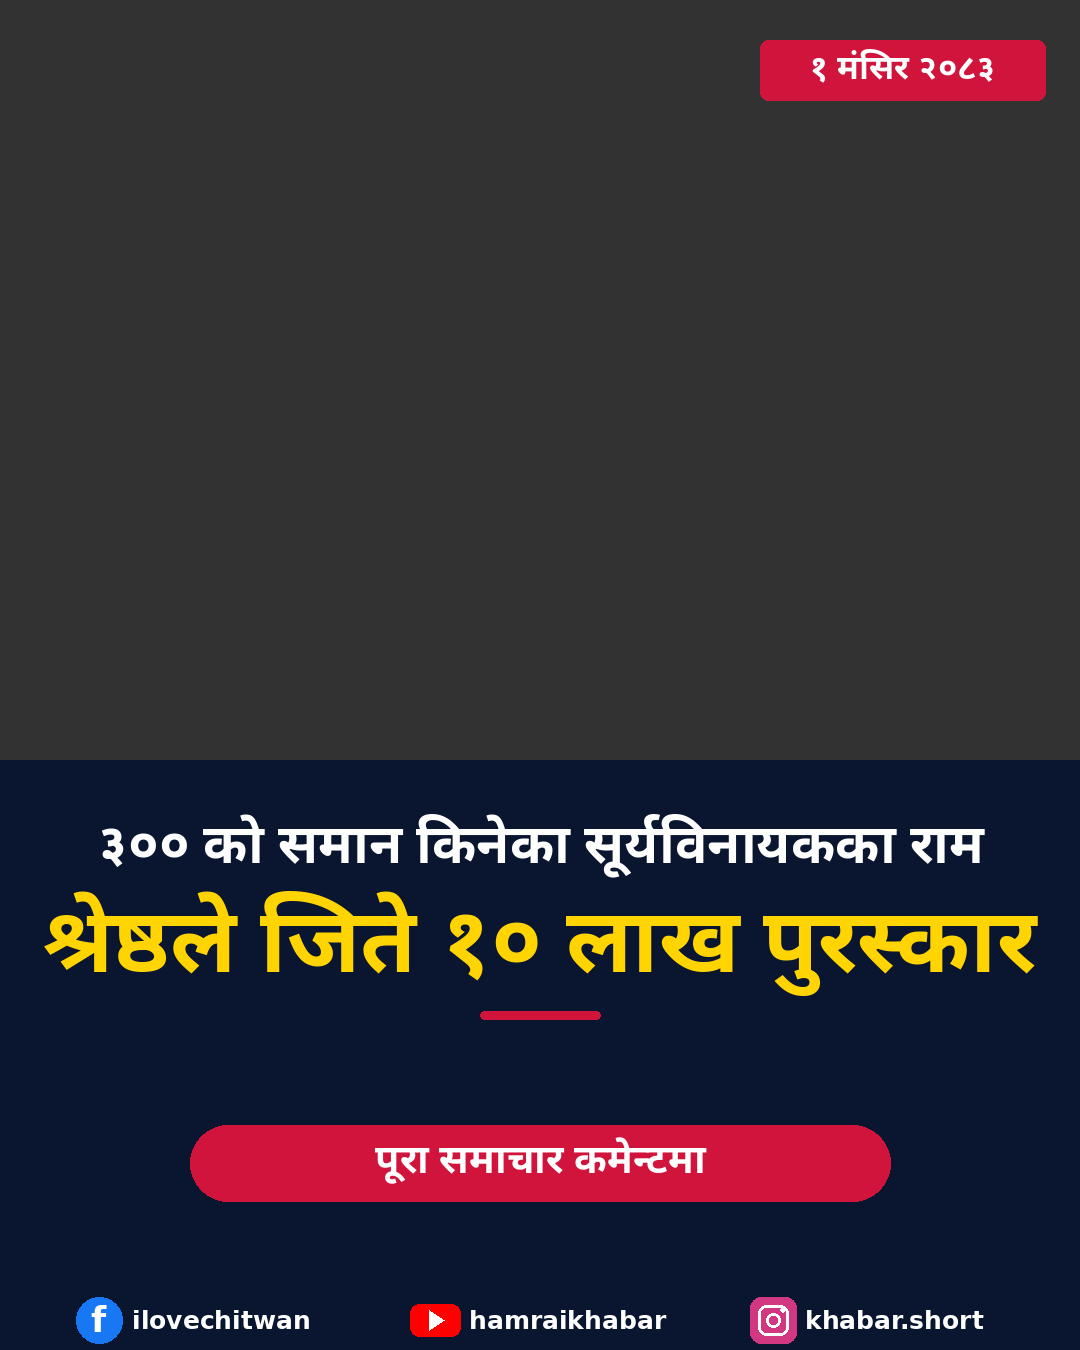 १ मंसिर २०८३
३०० को समान किनेका सूर्यविनायकका राम
श्रेष्ठले जिते १० लाख पुरस्कार
पूरा समाचार कमेन्टमा
ilovechitwan
hamraikhabar
khabar.short